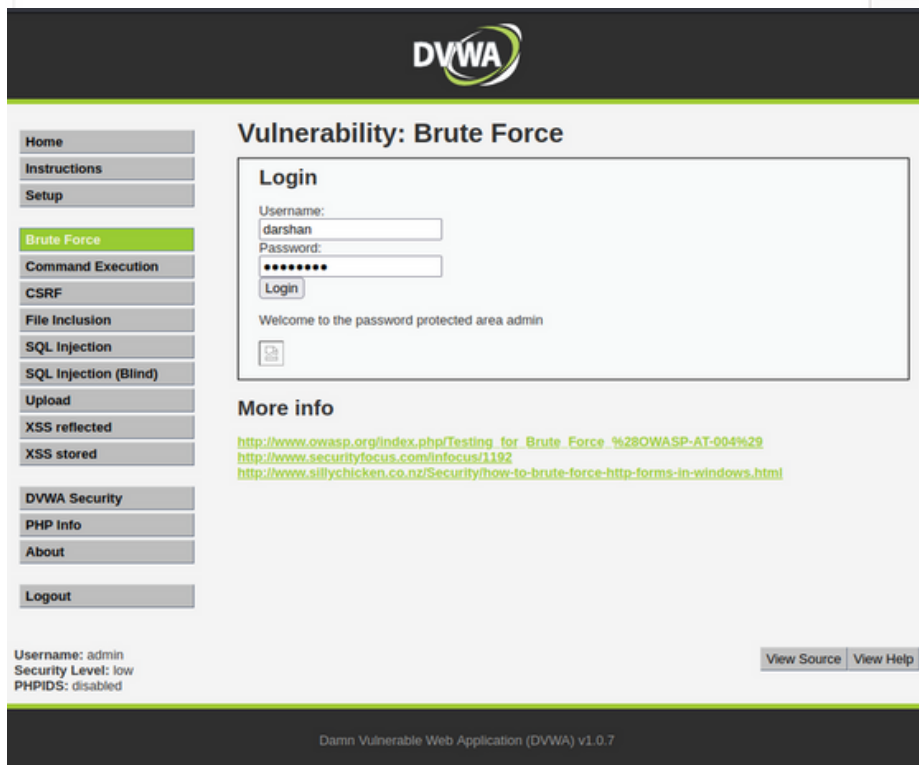 DVWA
Home
Instructions
Setup
Brute Force
Command Execution
CSRF
File Inclusion
SQL Injection
SQL Injection (Blind)
Upload
XSS reflected
XSS stored
DVWA Security
PHP Info
About
Logout
Vulnerability: Brute Force
Login
Username:
darshan
Password:
••••••••
Login
Welcome to the password protected area admin
More info
http://www.owasp.org/index.php/Testing_for_Brute_Force_%28OWASP-AT-004%29
http://www.securityfocus.com/infocus/1192
http://www.sillychicken.co.nz/Security/how-to-brute-force-http-forms-in-windows.html
Username: admin
Security Level: low
PHPIDS: disabled
View Source View Help
Damn Vulnerable Web Application (DVWA) v1.0.7